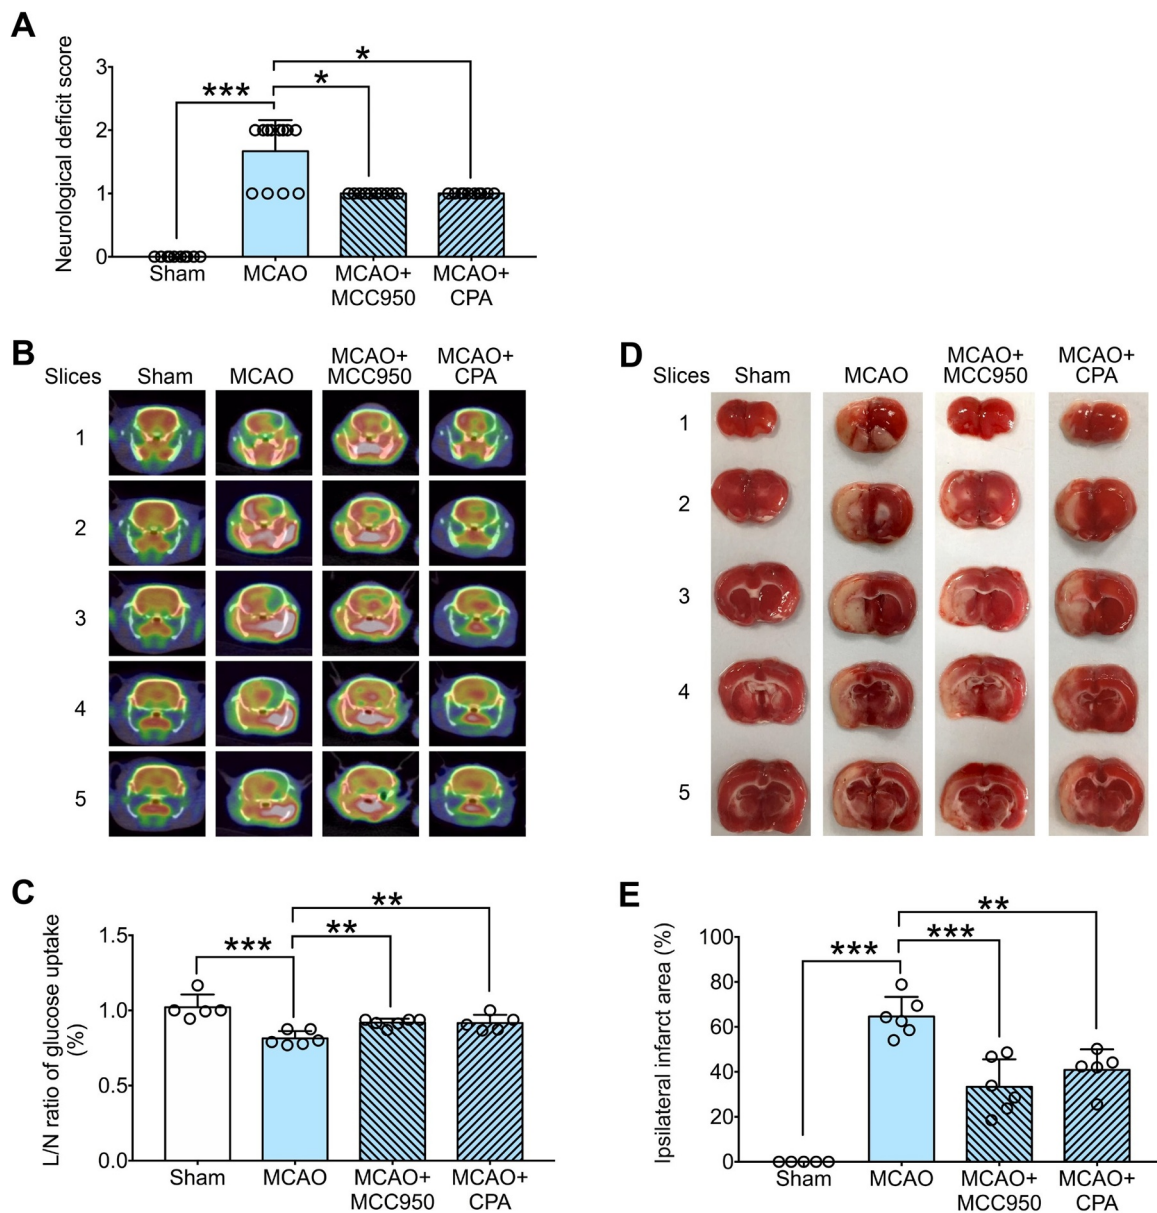 A
Neurological deficit score
3
2
1
0
***
*
*
Sham
MCAO
MCAO+
MCC950
MCAO+
CPA
B
Slices
Sham
MCAO
MCAO+
MCC950
MCAO+
CPA
1
2
3
4
5
D
Slices
Sham
MCAO
MCAO+
MCC950
MCAO+
CPA
1
2
3
4
5
C
L/N ratio of glucose uptake
(%)
1.5
1.0
0.5
0.0
***
**
**
Sham
MCAO
MCAO+
MCC950
MCAO+
CPA
E
Ipsilateral infarct area (%)
100
80
60
40
20
0
***
***
**
Sham
MCAO
MCAO+
MCC950
MCAO+
CPA